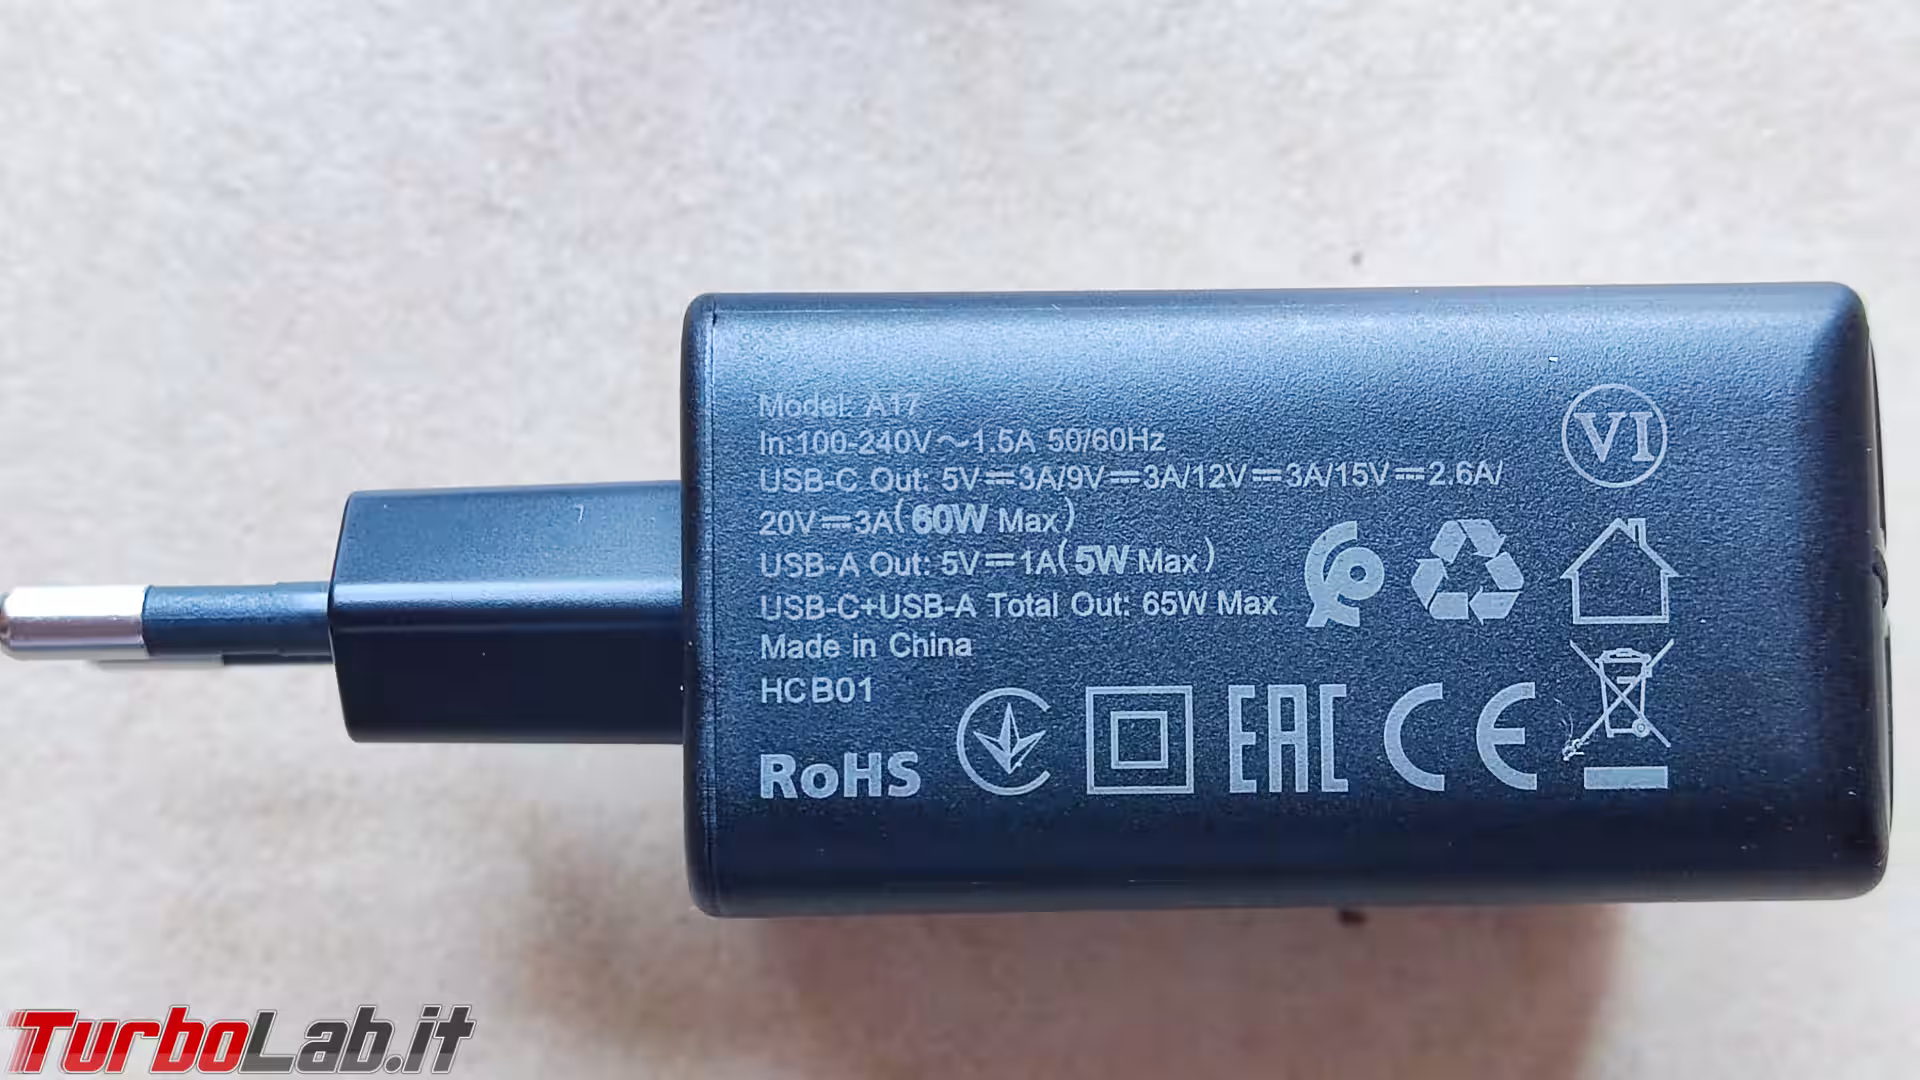 Model: A17
In:100-240V～1.5A 50/60Hz
USB-C Out: 5V⎓3A/9V⎓3A/12V⎓3A/15V⎓2.6A/
20V⎓3A(60W Max)
USB-A Out: 5V⎓1A(5W Max)
USB-C+USB-A Total Out: 65W Max
Made in China
HCB01
VI
RoHS
EAC
CE
TurboLab.it